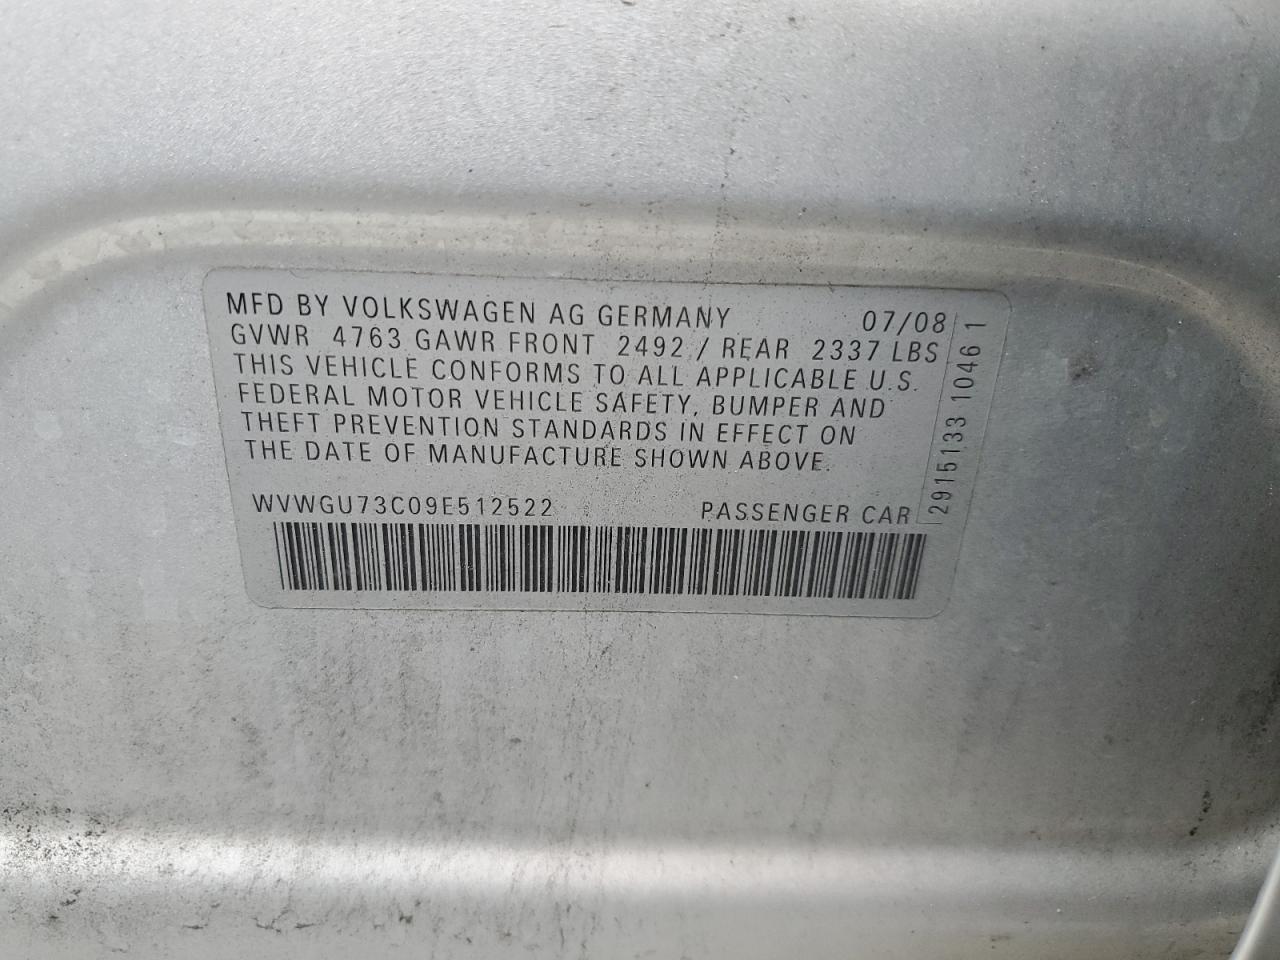 MFD BY VOLKSWAGEN AG GERMANY 07/08
GVWR 4763 GAWR FRONT 2492 / REAR 2337 LBS
THIS VEHICLE CONFORMS TO ALL APPLICABLE U.S.
FEDERAL MOTOR VEHICLE SAFETY, BUMPER AND
THEFT PREVENTION STANDARDS IN EFFECT ON
THE DATE OF MANUFACTURE SHOWN ABOVE.
WVWGU73C09E512522 PASSENGER CAR
2915133 1046 1